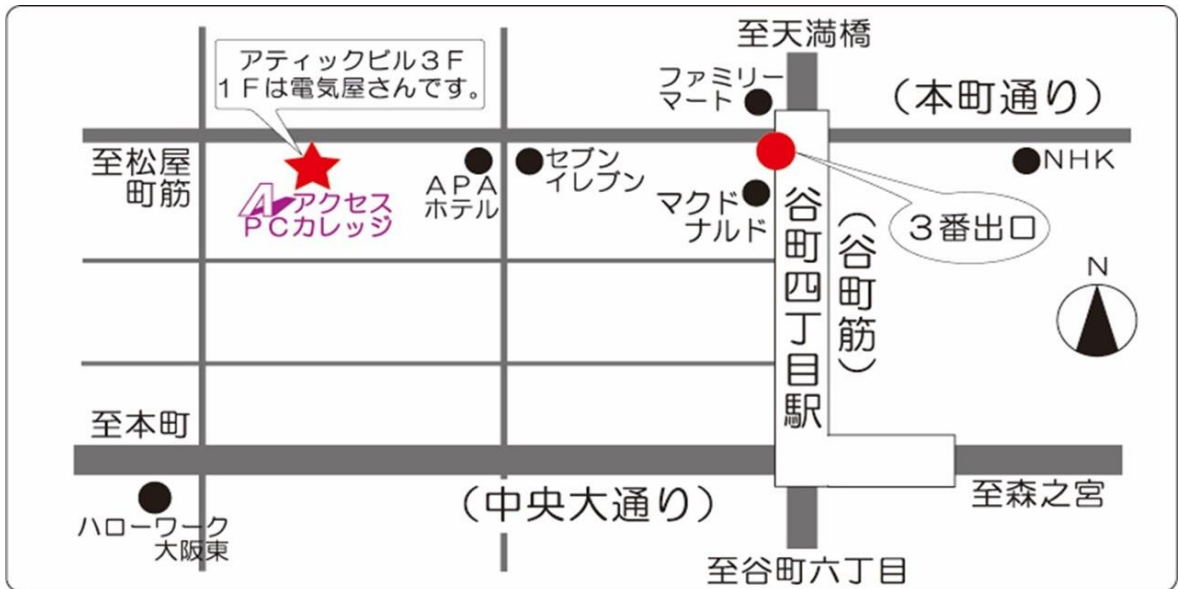 至天満橋
アティックビル３Ｆ
１Ｆは電気屋さんです。
ファミリー
マート
（本町通り）
至松屋
町筋
アクセス
ＰＣカレッジ
ＡＰＡ
ホテル
セブン
イレブン
マクド
ナルド
谷町四丁目駅
（谷町筋）
３番出口
ＮＨＫ
N
至本町
ハローワーク
大阪東
（中央大通り）
至森之宮
至谷町六丁目